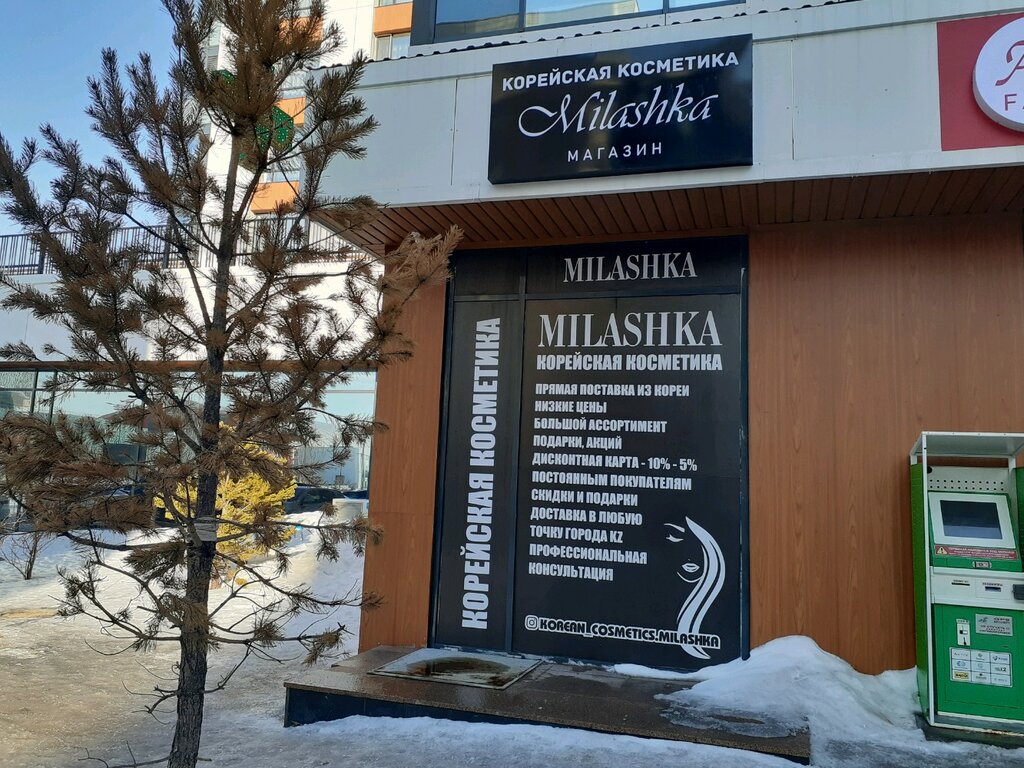 КОРЕЙСКАЯ КОСМЕТИКА
Milashka
МАГАЗИН
A
F
MILASHKA
КОРЕЙСКАЯ КОСМЕТИКА
MILASHKA
КОРЕЙСКАЯ КОСМЕТИКА
ПРЯМАЯ ПОСТАВКА ИЗ КОРЕИ
НИЗКИЕ ЦЕНЫ
БОЛЬШОЙ АССОРТИМЕНТ
ПОДАРКИ, АКЦИЙ
ДИСКОНТНАЯ КАРТА - 10% - 5%
ПОСТОЯННЫМ ПОКУПАТЕЛЯМ
СКИДКИ И ПОДАРКИ
ДОСТАВКА В ЛЮБУЮ
ТОЧКУ ГОРОДА KZ
ПРОФЕССИОНАЛЬНАЯ
КОНСУЛЬТАЦИЯ
KOREAN_COSMETICS.MILASHKA